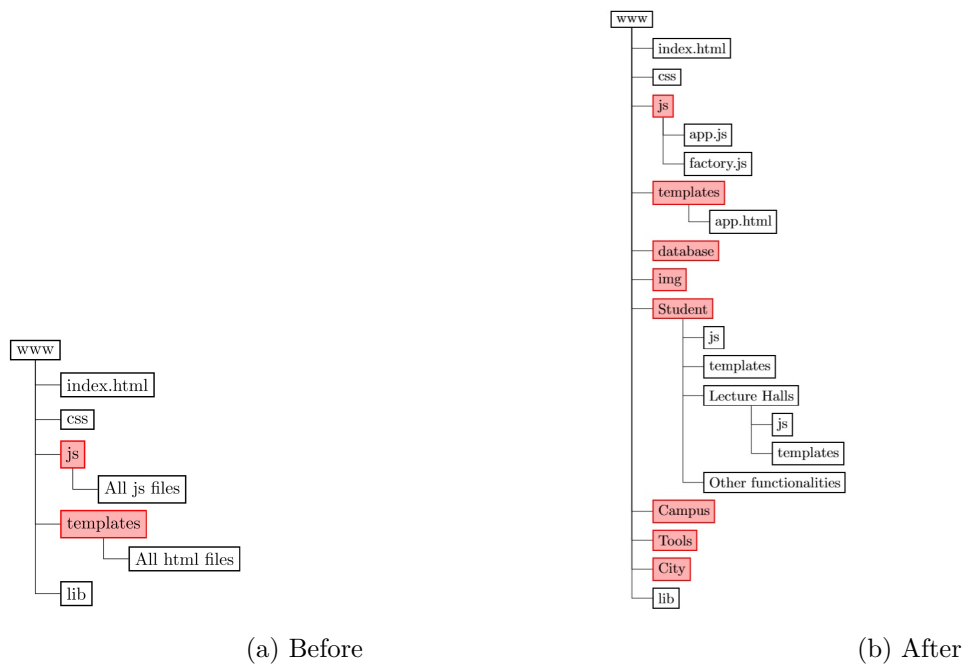 www
index.html
css
js
All js files
templates
All html files
lib
(a) Before
www
index.html
css
js
app.js
factory.js
templates
app.html
database
img
Student
js
templates
Lecture Halls
js
templates
Other functionalities
Campus
Tools
City
lib
(b) After